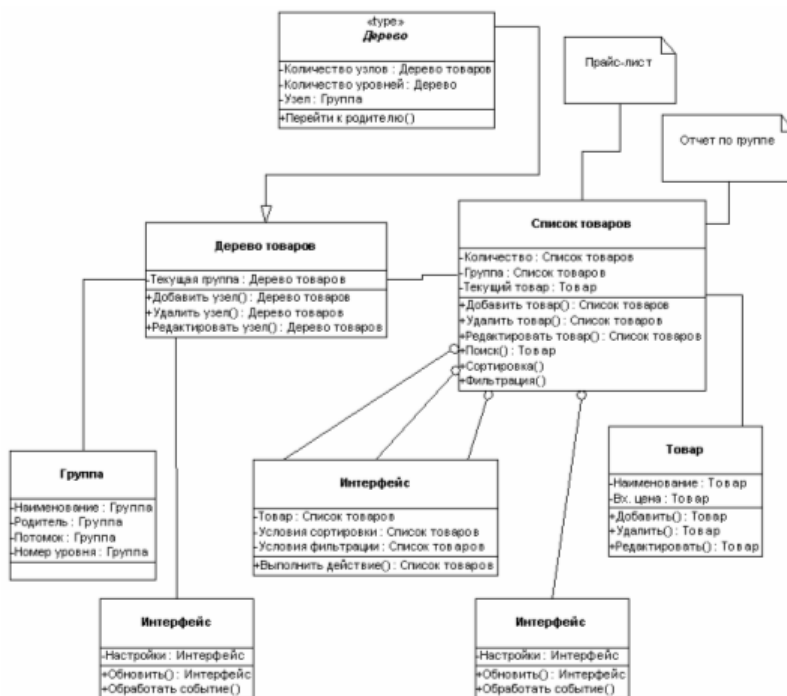 «type»
Дерево
-Количество узлов : Дерево товаров
-Количество уровней : Дерево
-Узел : Группа
+Перейти к родителю()
Прайс-лист
Отчет по группе
Дерево товаров
-Текущая группа : Дерево товаров
+Добавить узел() : Дерево товаров
+Удалить узел() : Дерево товаров
+Редактировать узел() : Дерево товаров
Список товаров
-Количество : Список товаров
-Группа : Список товаров
-Текущий товар : Товар
+Добавить товар() : Список товаров
+Удалить товар() : Список товаров
+Редактировать товар() : Список товаров
+Поиск() : Товар
+Сортировка()
+Фильтрация()
Группа
-Наименование : Группа
-Родитель : Группа
-Потомок : Группа
-Номер уровня : Группа
Интерфейс
-Товар : Список товаров
-Условия сортировки : Список товаров
-Условия фильтрации : Список товаров
+Выполнить действие() : Список товаров
Товар
-Наименование : Товар
-Вх. цена : Товар
+Добавить() : Товар
+Удалить() : Товар
+Редактировать() : Товар
Интерфейс
-Настройки : Интерфейс
+Обновить() : Интерфейс
+Обработать событие()
Интерфейс
-Настройки : Интерфейс
+Обновить() : Интерфейс
+Обработать событие()